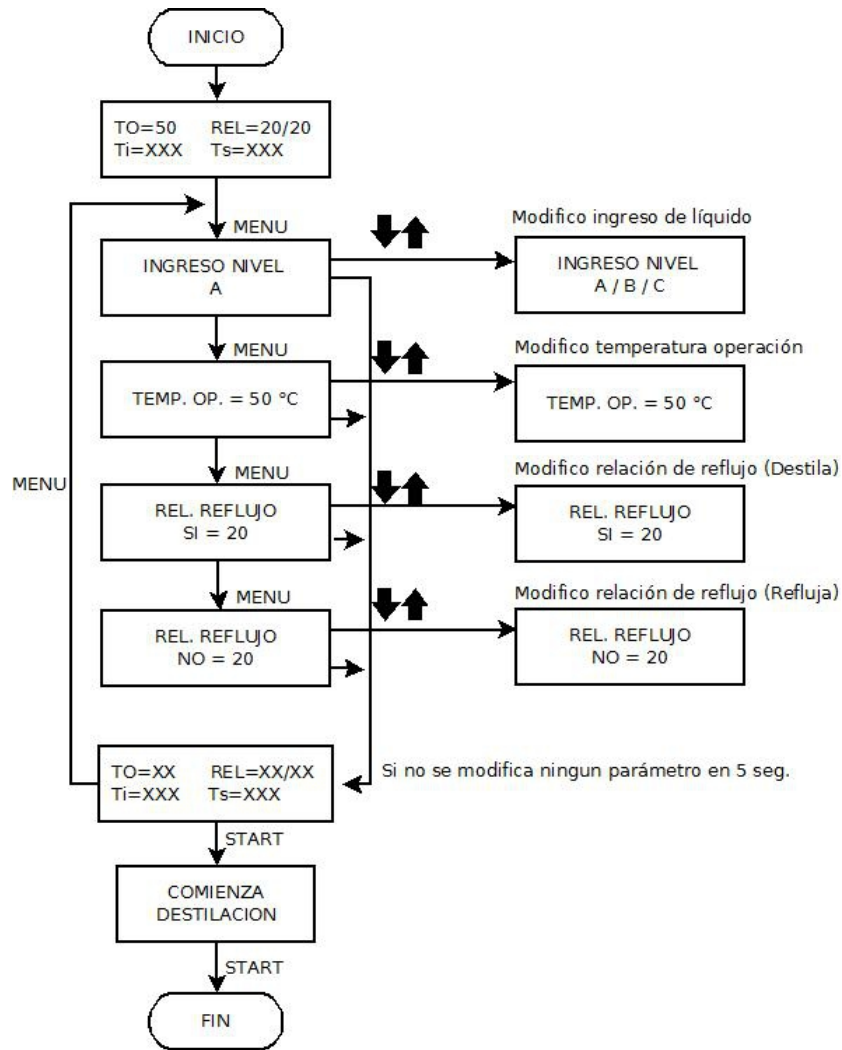 INICIO
TO=50 REL=20/20
Ti=XXX Ts=XXX
MENU
INGRESO NIVEL
A
Modifico ingreso de líquido
INGRESO NIVEL
A / B / C
MENU
TEMP. OP. = 50 °C
Modifico temperatura operación
TEMP. OP. = 50 °C
MENU
MENU
REL. REFLUJO
SI = 20
Modifico relación de reflujo (Destila)
REL. REFLUJO
SI = 20
MENU
REL. REFLUJO
NO = 20
Modifico relación de reflujo (Refluja)
REL. REFLUJO
NO = 20
TO=XX REL=XX/XX
Ti=XXX Ts=XXX
Si no se modifica ningun parámetro en 5 seg.
START
COMIENZA
DESTILACION
START
FIN